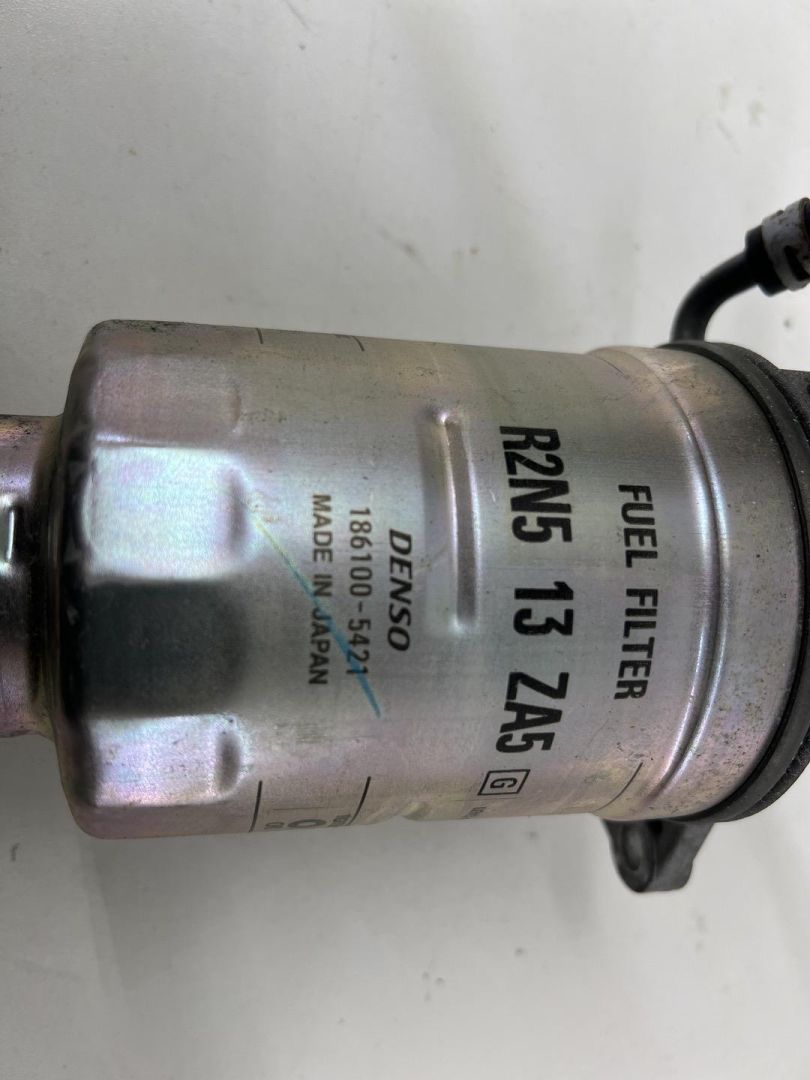 FUEL FILTER
R2N5 13 ZA5
G
DENSO
186100-5421
MADE IN JAPAN